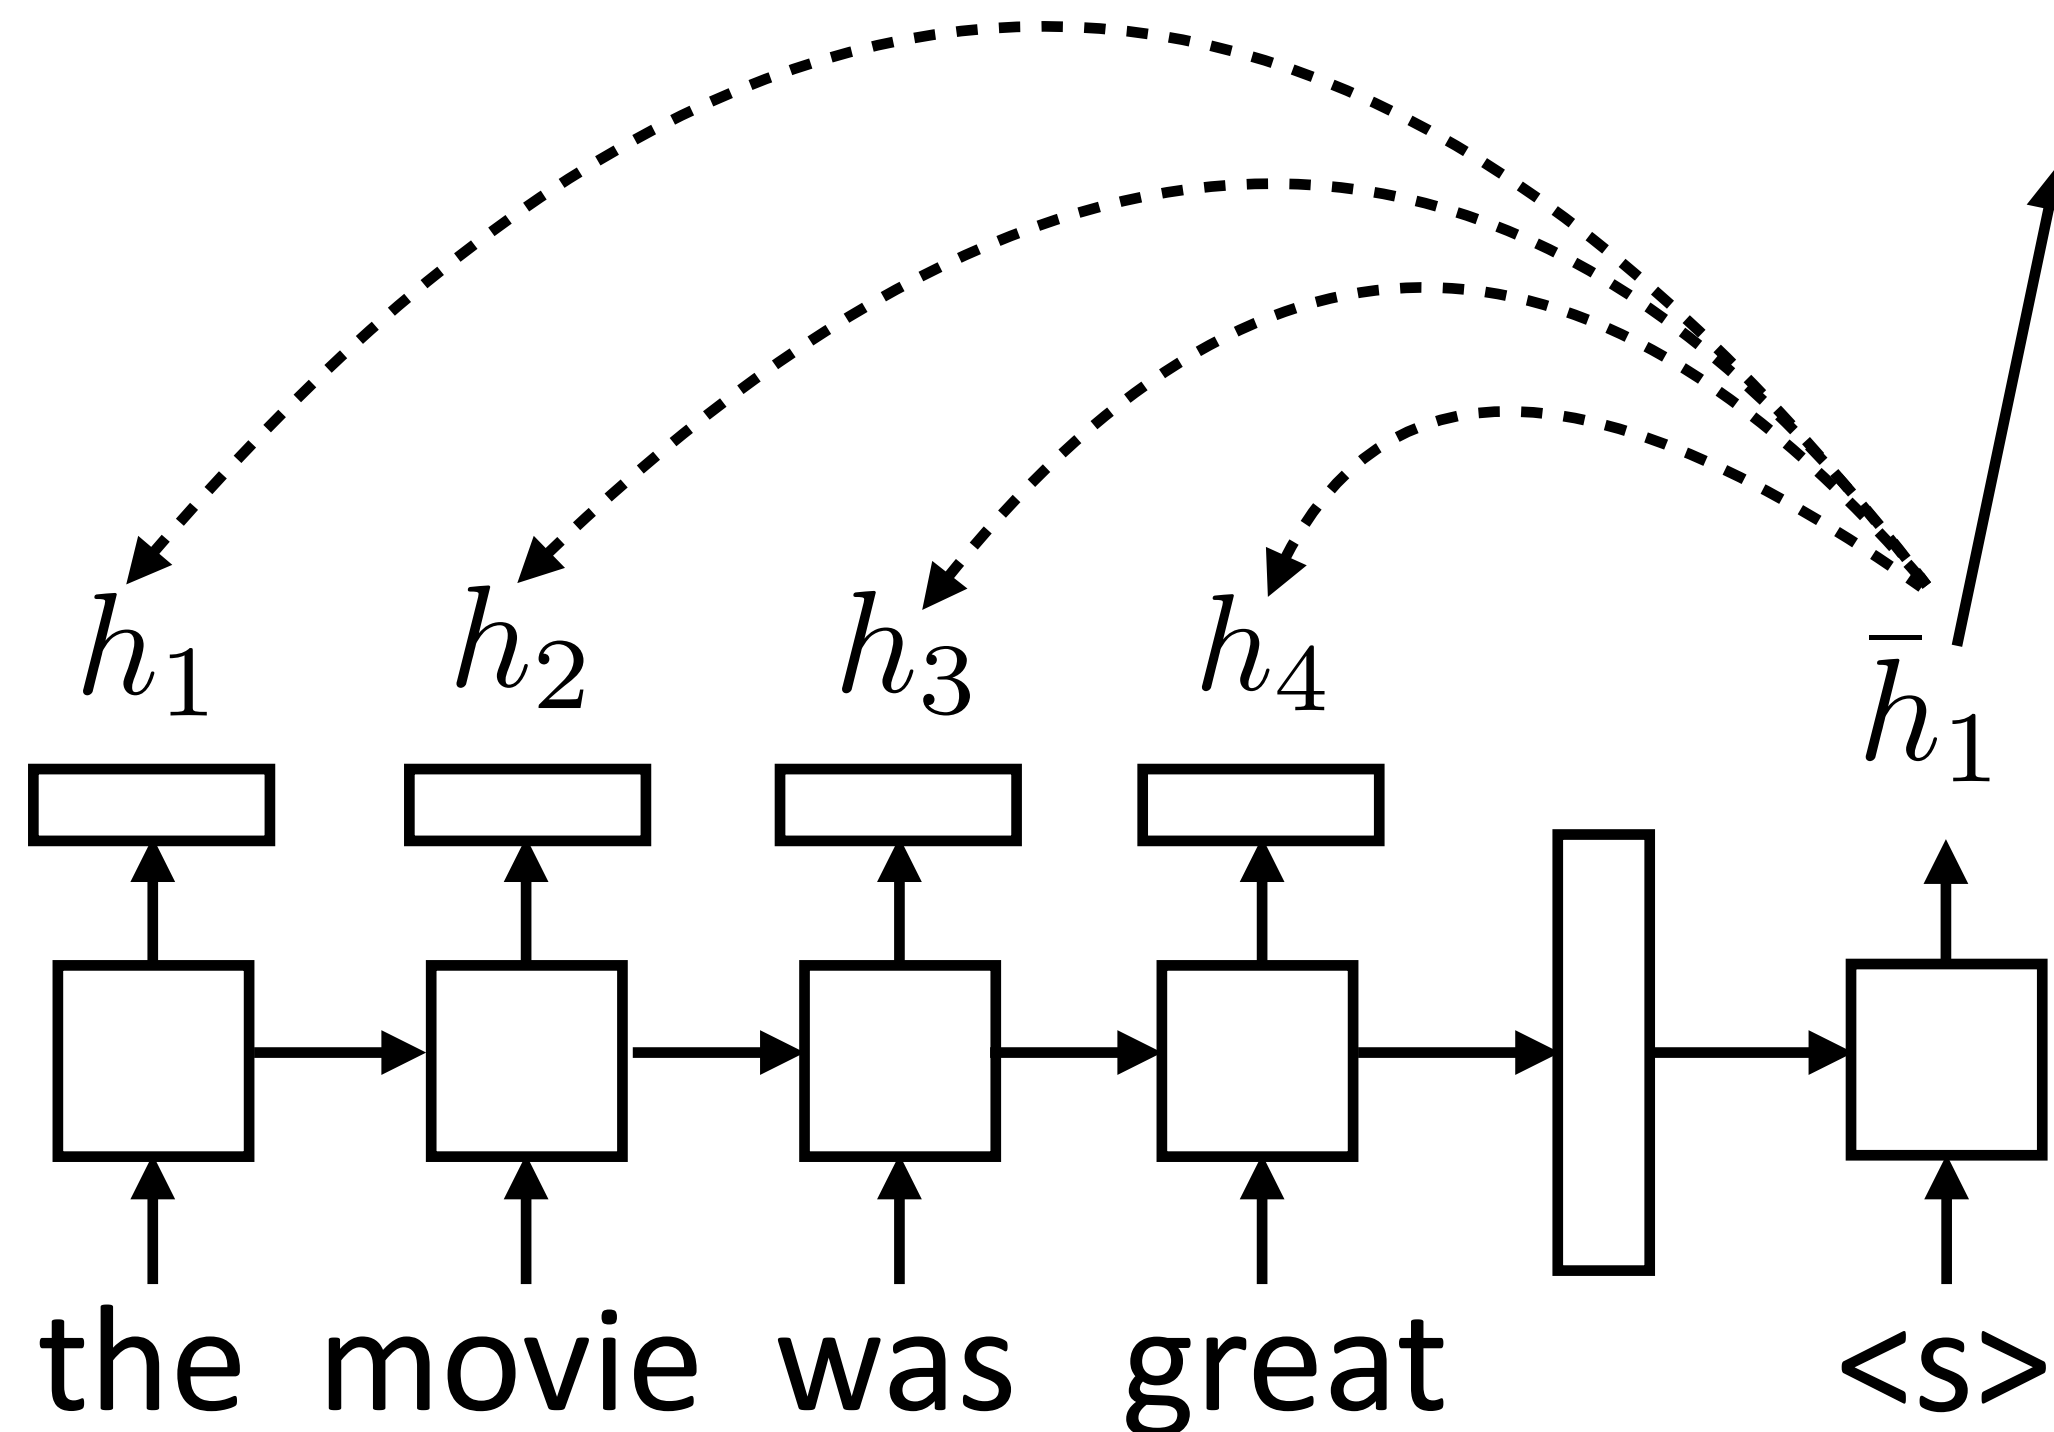 h₁ h₂ h₃ h₄ h̄₁
the movie was great <s>